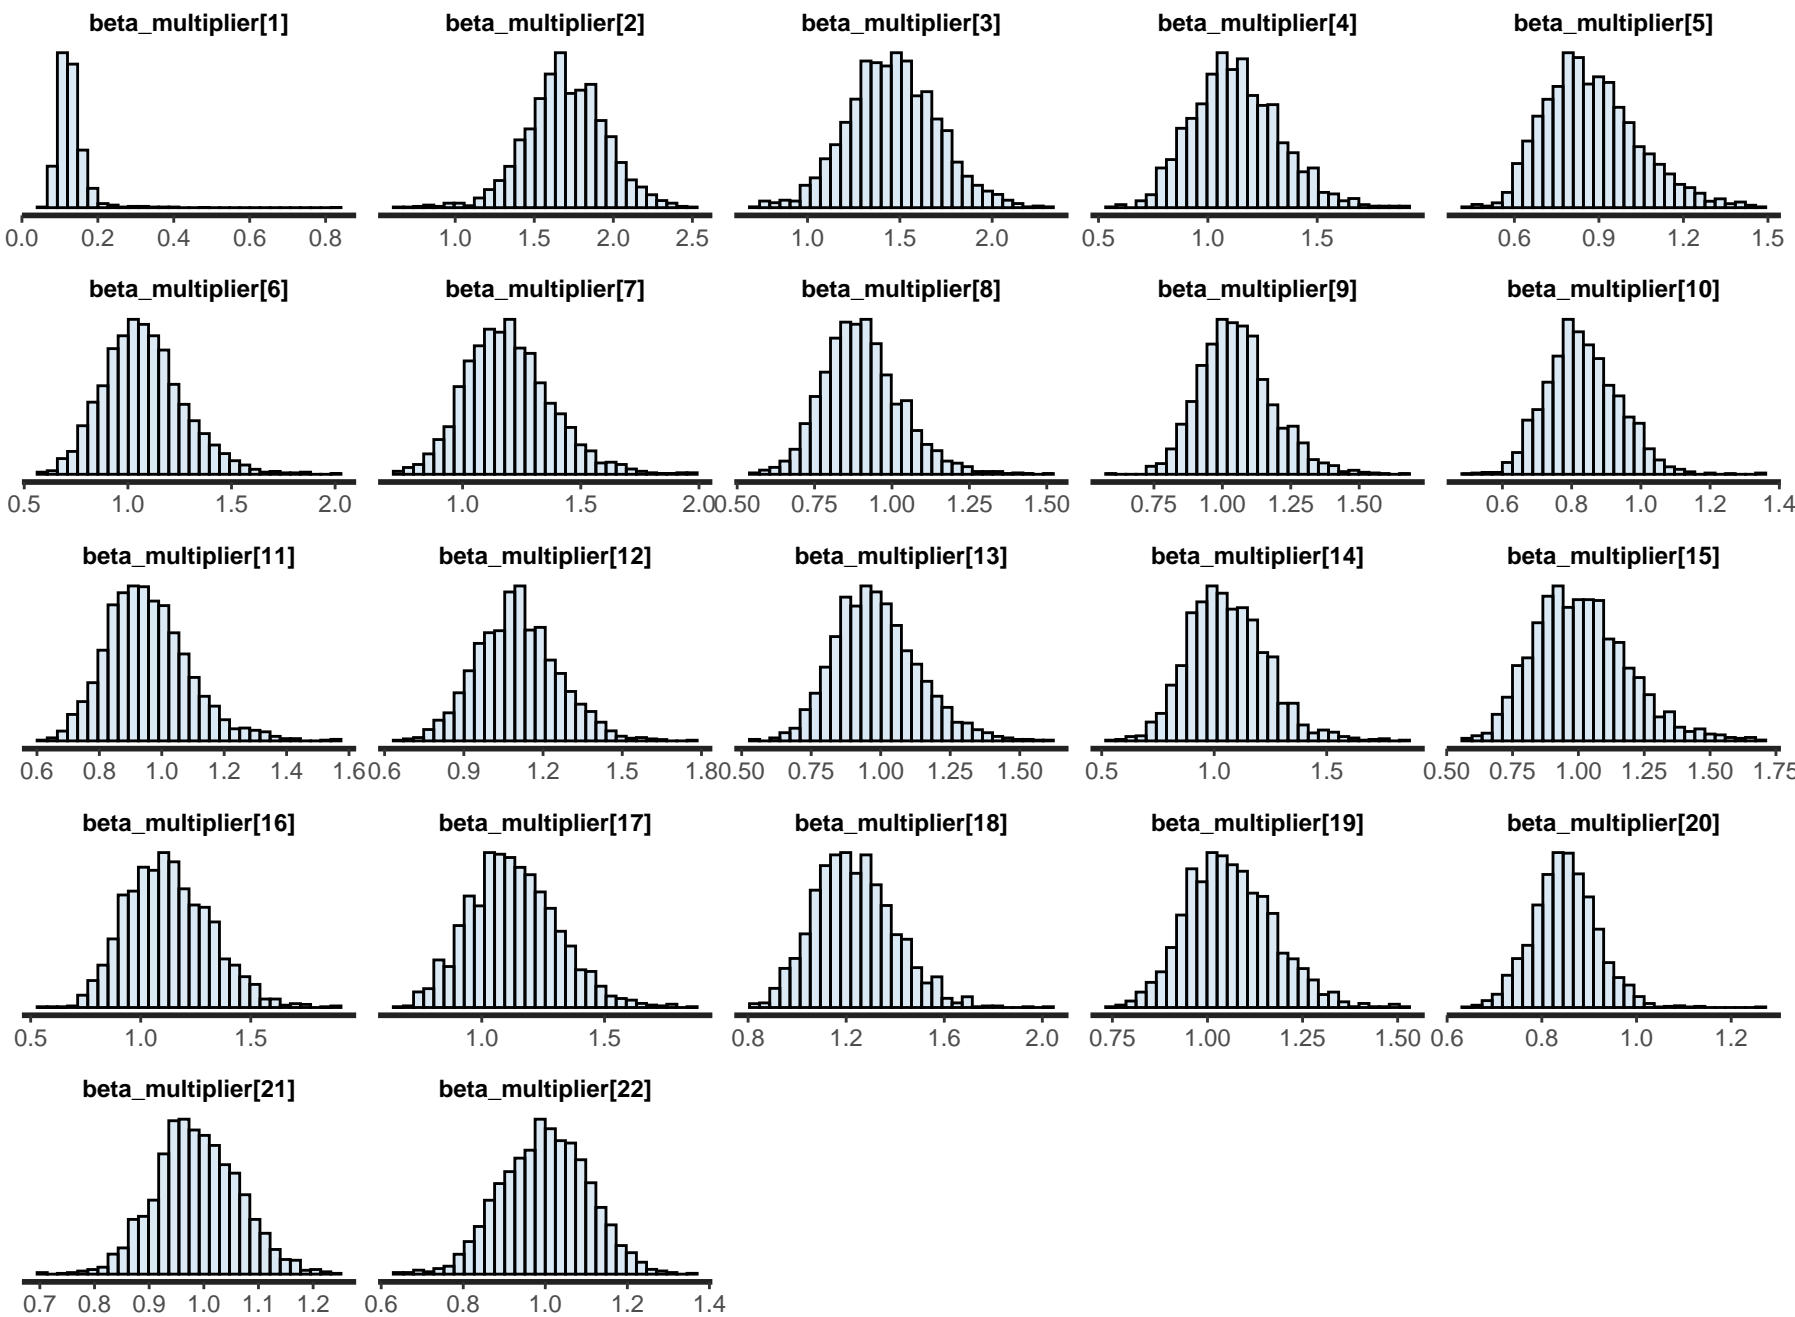 beta_multiplier[1] beta_multiplier[2] beta_multiplier[3] beta_multiplier[4] beta_multiplier[5]
0.0 0.2 0.4 0.6 0.8 1.0 1.5 2.0 2.5 1.0 1.5 2.0 0.5 1.0 1.5 0.6 0.9 1.2 1.5
beta_multiplier[6] beta_multiplier[7] beta_multiplier[8] beta_multiplier[9] beta_multiplier[10]
0.5 1.0 1.5 2.0 1.0 1.5 2.0 0.50 0.75 1.00 1.25 1.50 0.75 1.00 1.25 1.50 0.6 0.8 1.0 1.2 1.4
beta_multiplier[11] beta_multiplier[12] beta_multiplier[13] beta_multiplier[14] beta_multiplier[15]
0.6 0.8 1.0 1.2 1.4 1.6 0.6 0.9 1.2 1.5 1.8 0.50 0.75 1.00 1.25 1.50 0.5 1.0 1.5 0.50 0.75 1.00 1.25 1.50 1.75
beta_multiplier[16] beta_multiplier[17] beta_multiplier[18] beta_multiplier[19] beta_multiplier[20]
0.5 1.0 1.5 1.0 1.5 0.8 1.2 1.6 2.0 0.75 1.00 1.25 1.50 0.6 0.8 1.0 1.2
beta_multiplier[21] beta_multiplier[22]
0.7 0.8 0.9 1.0 1.1 1.2 0.6 0.8 1.0 1.2 1.4